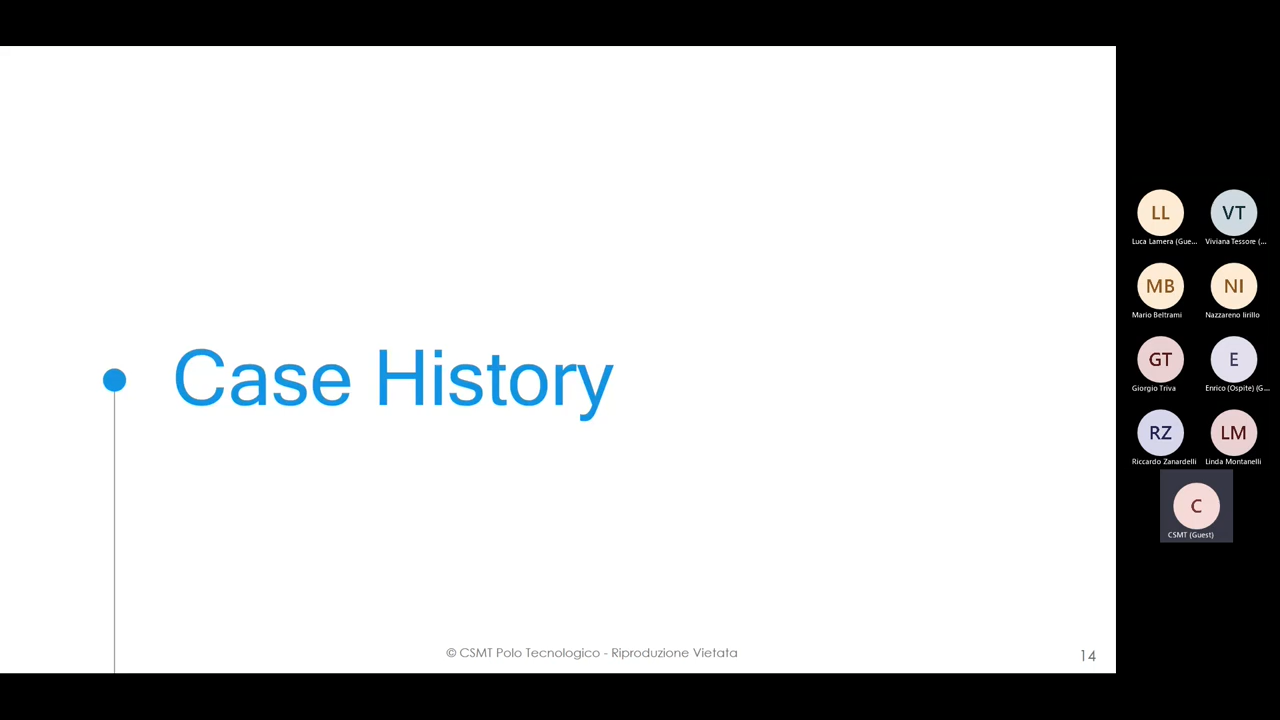 Case History
© CSMT Polo Tecnologico - Riproduzione Vietata
14
LL
VT
Luca Lamera (Gue...
Viviana Tessore (...
MB
NI
Mario Beltrami
Nazzareno Iirillo
GT
E
Giorgio Triva
Enrico (Ospite) (G...
RZ
LM
Riccardo Zanardelli
Linda Montanelli
C
CSMT (Guest)